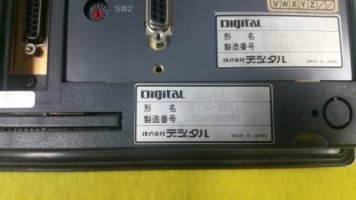 SW2
VWXYZ
DIGITAL
形 名
製造番号
株式会社デジタル MADE IN JAPAN
DIGITAL GRAPHIC PANEL
形 名 GP430-EG11
製造番号 6504990099
株式会社デジタル MADE IN JAPAN